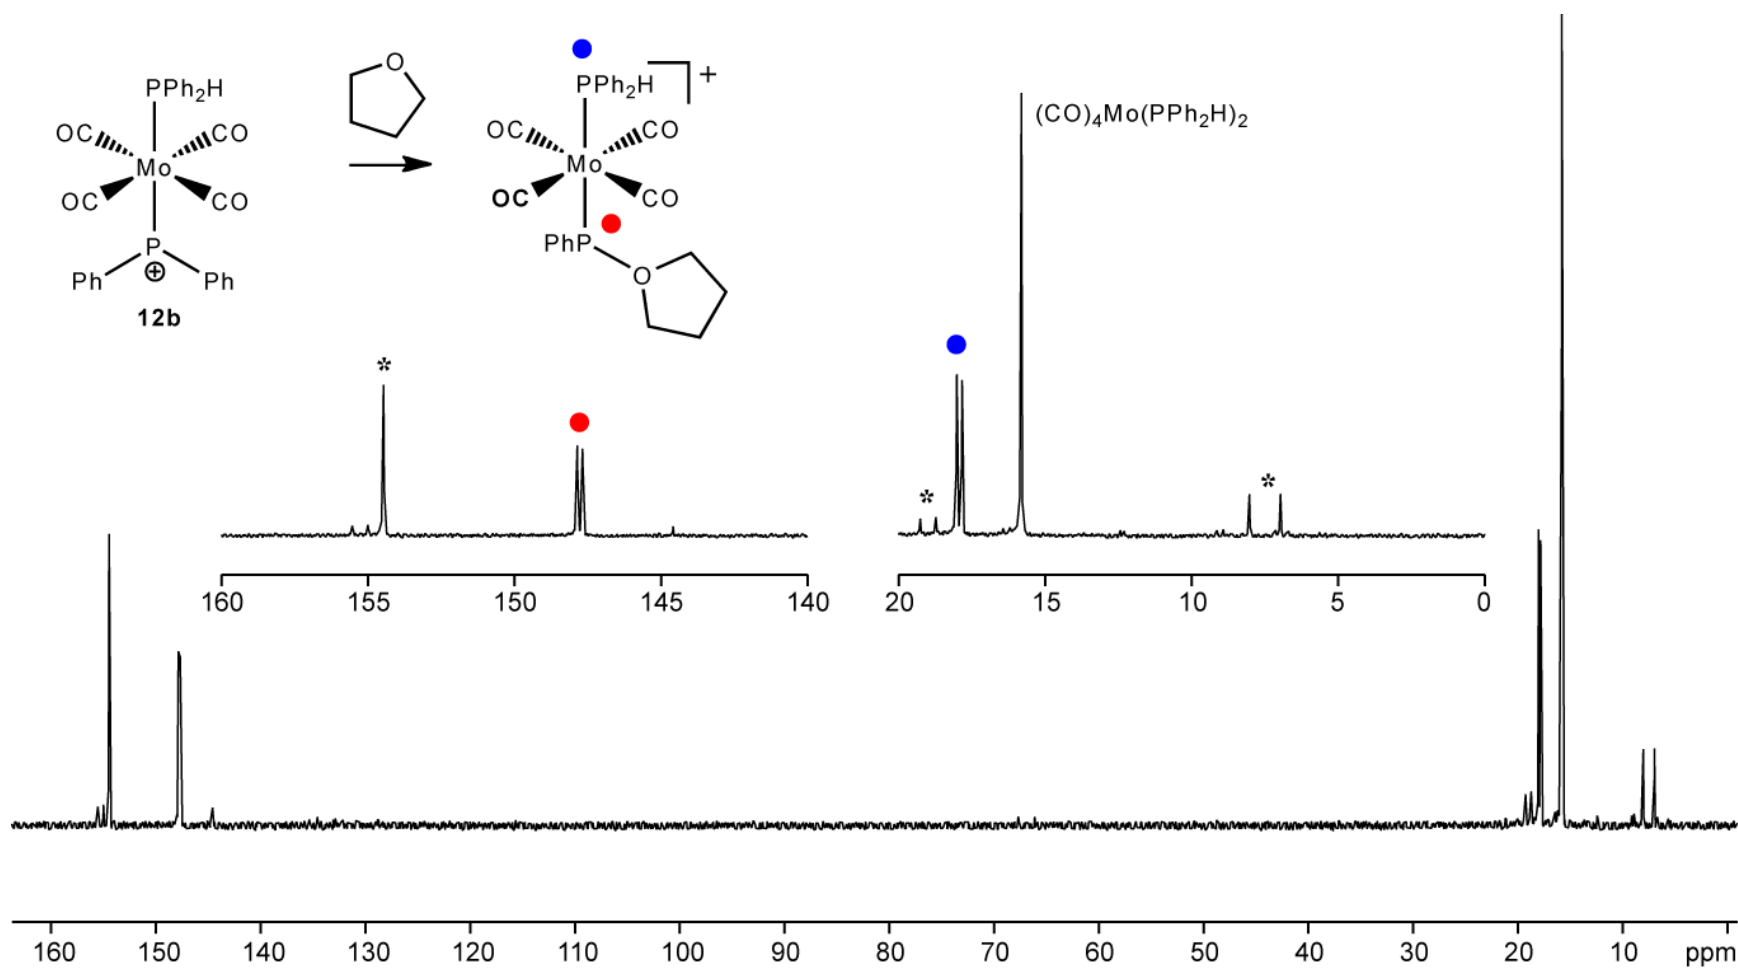 PPh2H
OC CO
Mo
OC CO
P
⊕
Ph Ph
12b
O
PPh2H +
OC CO
Mo
OC CO
PhP
O
(CO)4Mo(PPh2H)2
*
*
*
160 155 150 145 140
20 15 10 5 0
160 150 140 130 120 110 100 90 80 70 60 50 40 30 20 10 ppm